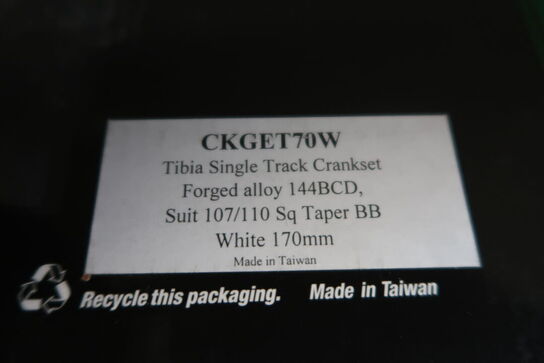 CKGET70W
Tibia Single Track Crankset
Forged alloy 144BCD,
Suit 107/110 Sq Taper BB
White 170mm
Made in Taiwan
Recycle this packaging. Made in Taiwan